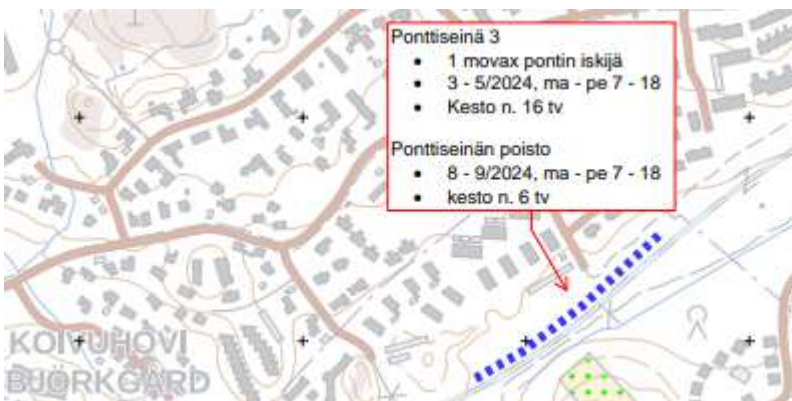 Ponttiseinä 3
• 1 movax pontin iskijä
• 3 - 5/2024, ma - pe 7 - 18
• Kesto n. 16 tv
Ponttiseinän poisto
• 8 - 9/2024, ma - pe 7 - 18
• kesto n. 6 tv
KOIVUHOVI
BJÖRKGÅRD